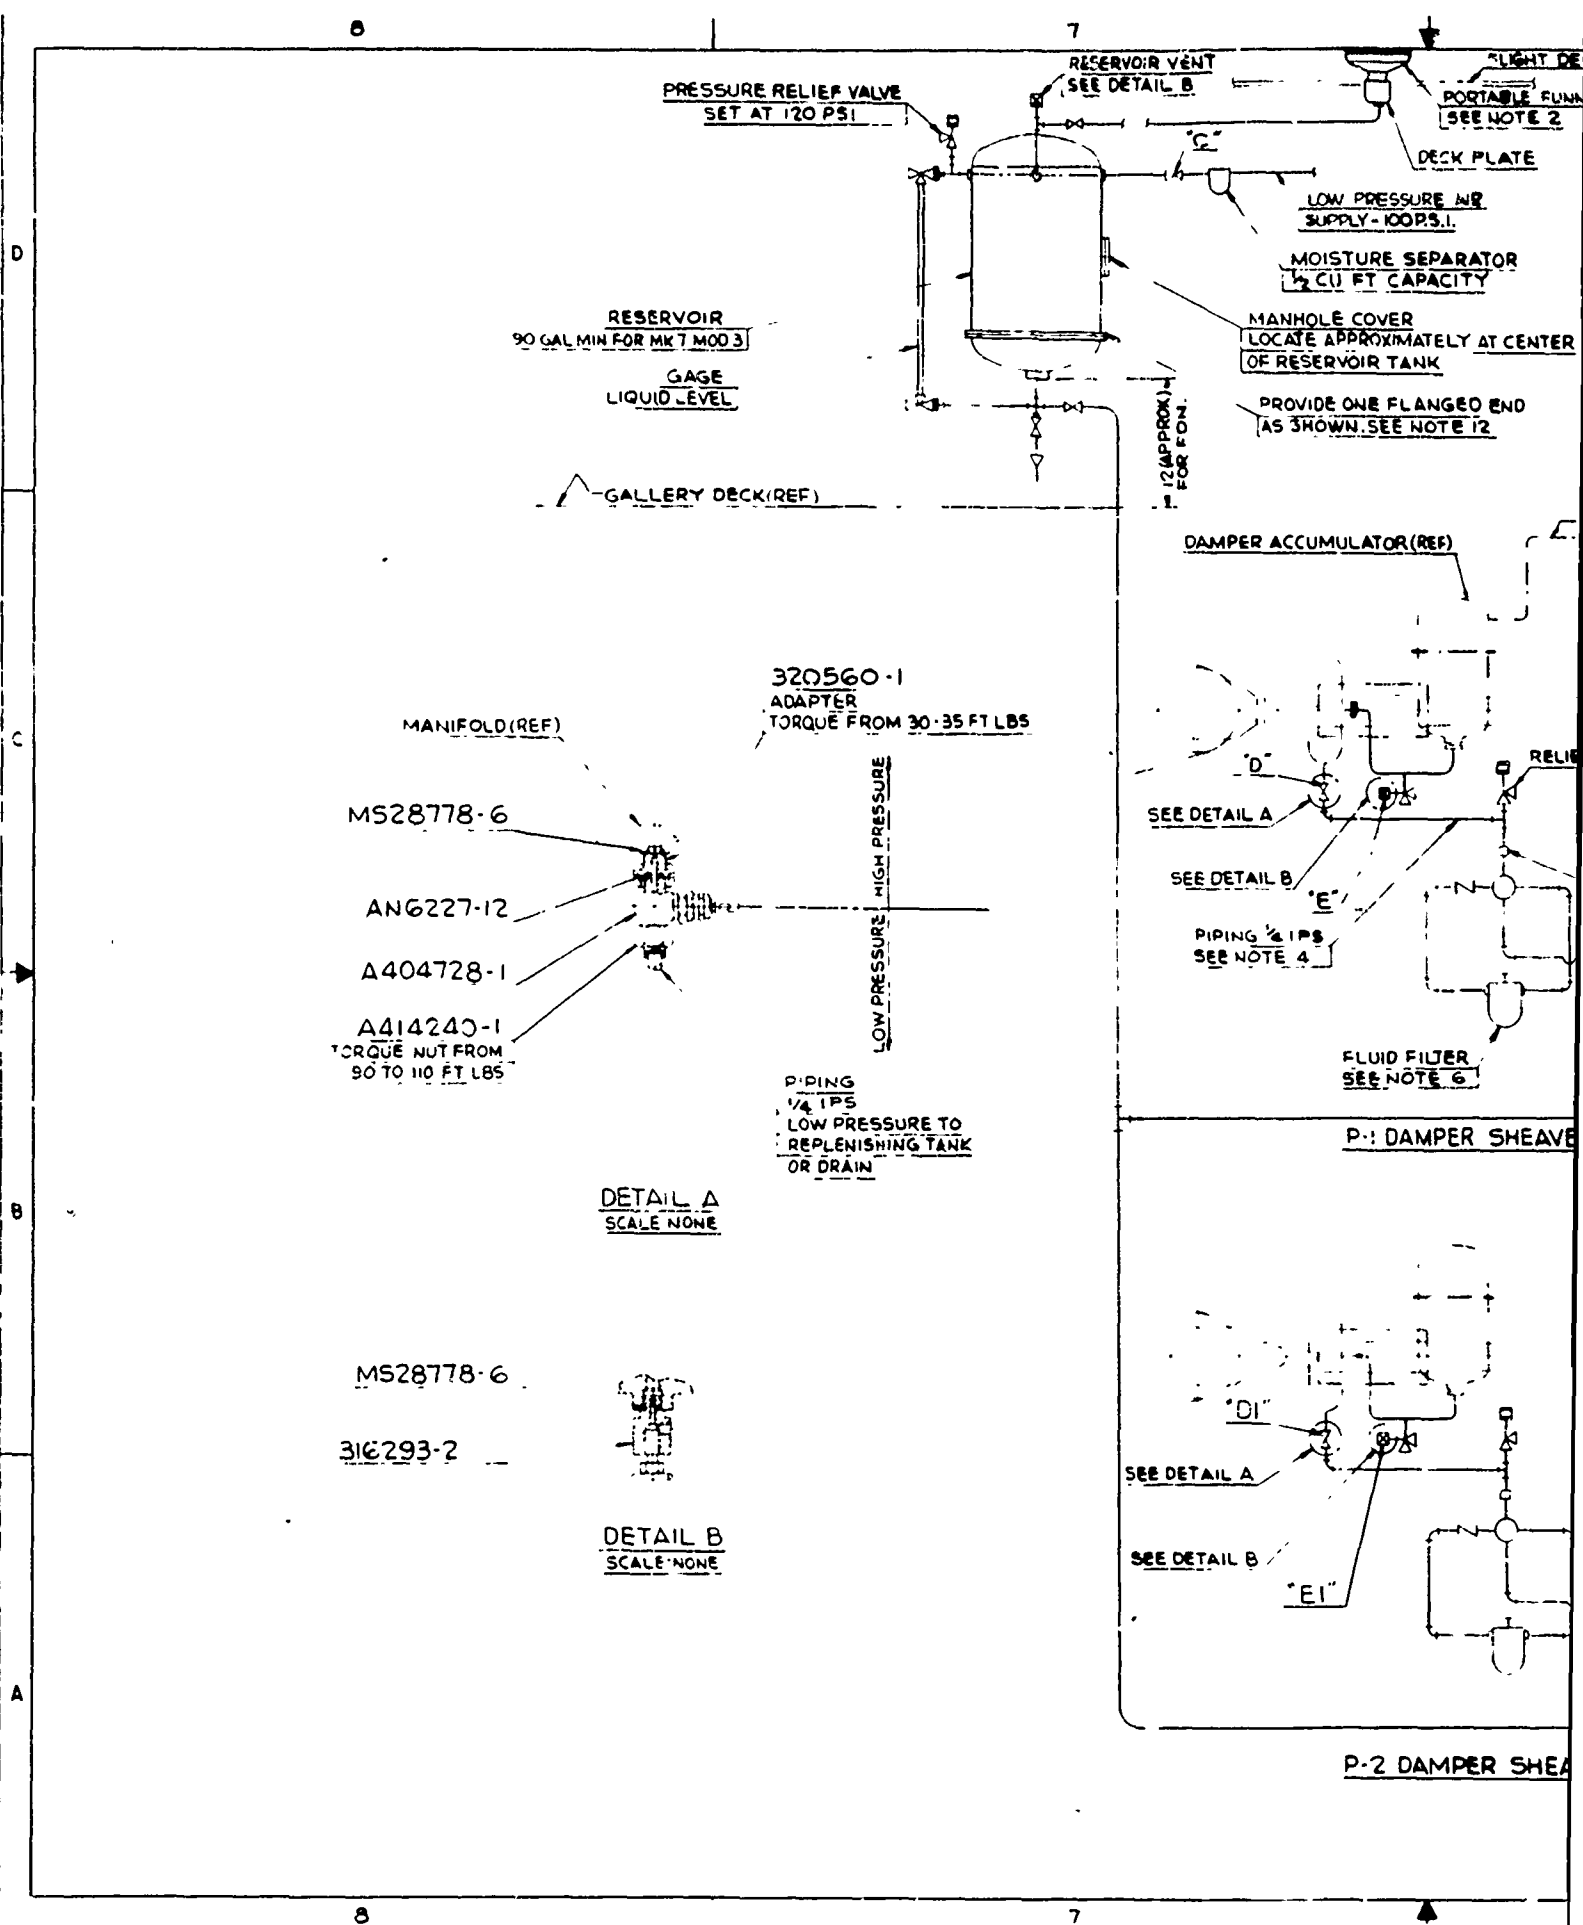 8
7
RESERVOIR VENT
SEE DETAIL B
PRESSURE RELIEF VALVE
SET AT 120 PSI
PORTABLE
SEE NOTE 2
"C"
DECK PLATE
LOW PRESSURE AIR
SUPPLY-100 P.S.I.
D
MOISTURE SEPARATOR
1/2 CU FT CAPACITY
RESERVOIR
90 GAL MIN FOR MK 7 MOD 3
MANHOLE COVER
LOCATE APPROXIMATELY AT CENTER
OF RESERVOIR TANK
GAGE
LIQUID LEVEL
PROVIDE ONE FLANGED END
AS SHOWN. SEE NOTE 12
12 (APPROX)
FOR FDN.
GALLERY DECK (REF)
DAMPER ACCUMULATOR (REF)
320560-1
ADAPTER
TORQUE FROM 30-35 FT LBS
MANIFOLD (REF)
C
"D"
MS28778-6
SEE DETAIL A
HIGH PRESSURE
SEE DETAIL B
"E"
AN6227-12
PIPING 1/4 IPS
SEE NOTE 4
A404728-1
LOW PRESSURE
A414240-1
TORQUE NUT FROM
90 TO 110 FT LBS
FLUID FILTER
SEE NOTE 6
PIPING
1/4 IPS
LOW PRESSURE TO
REPLENISHING TANK
OR DRAIN
P-1 DAMPER SHEAVE
DETAIL A
SCALE NONE
B
MS28778-6
"D1"
316293-2
SEE DETAIL A
DETAIL B
SCALE NONE
SEE DETAIL B
"E1"
A
P-2 DAMPER
8
7